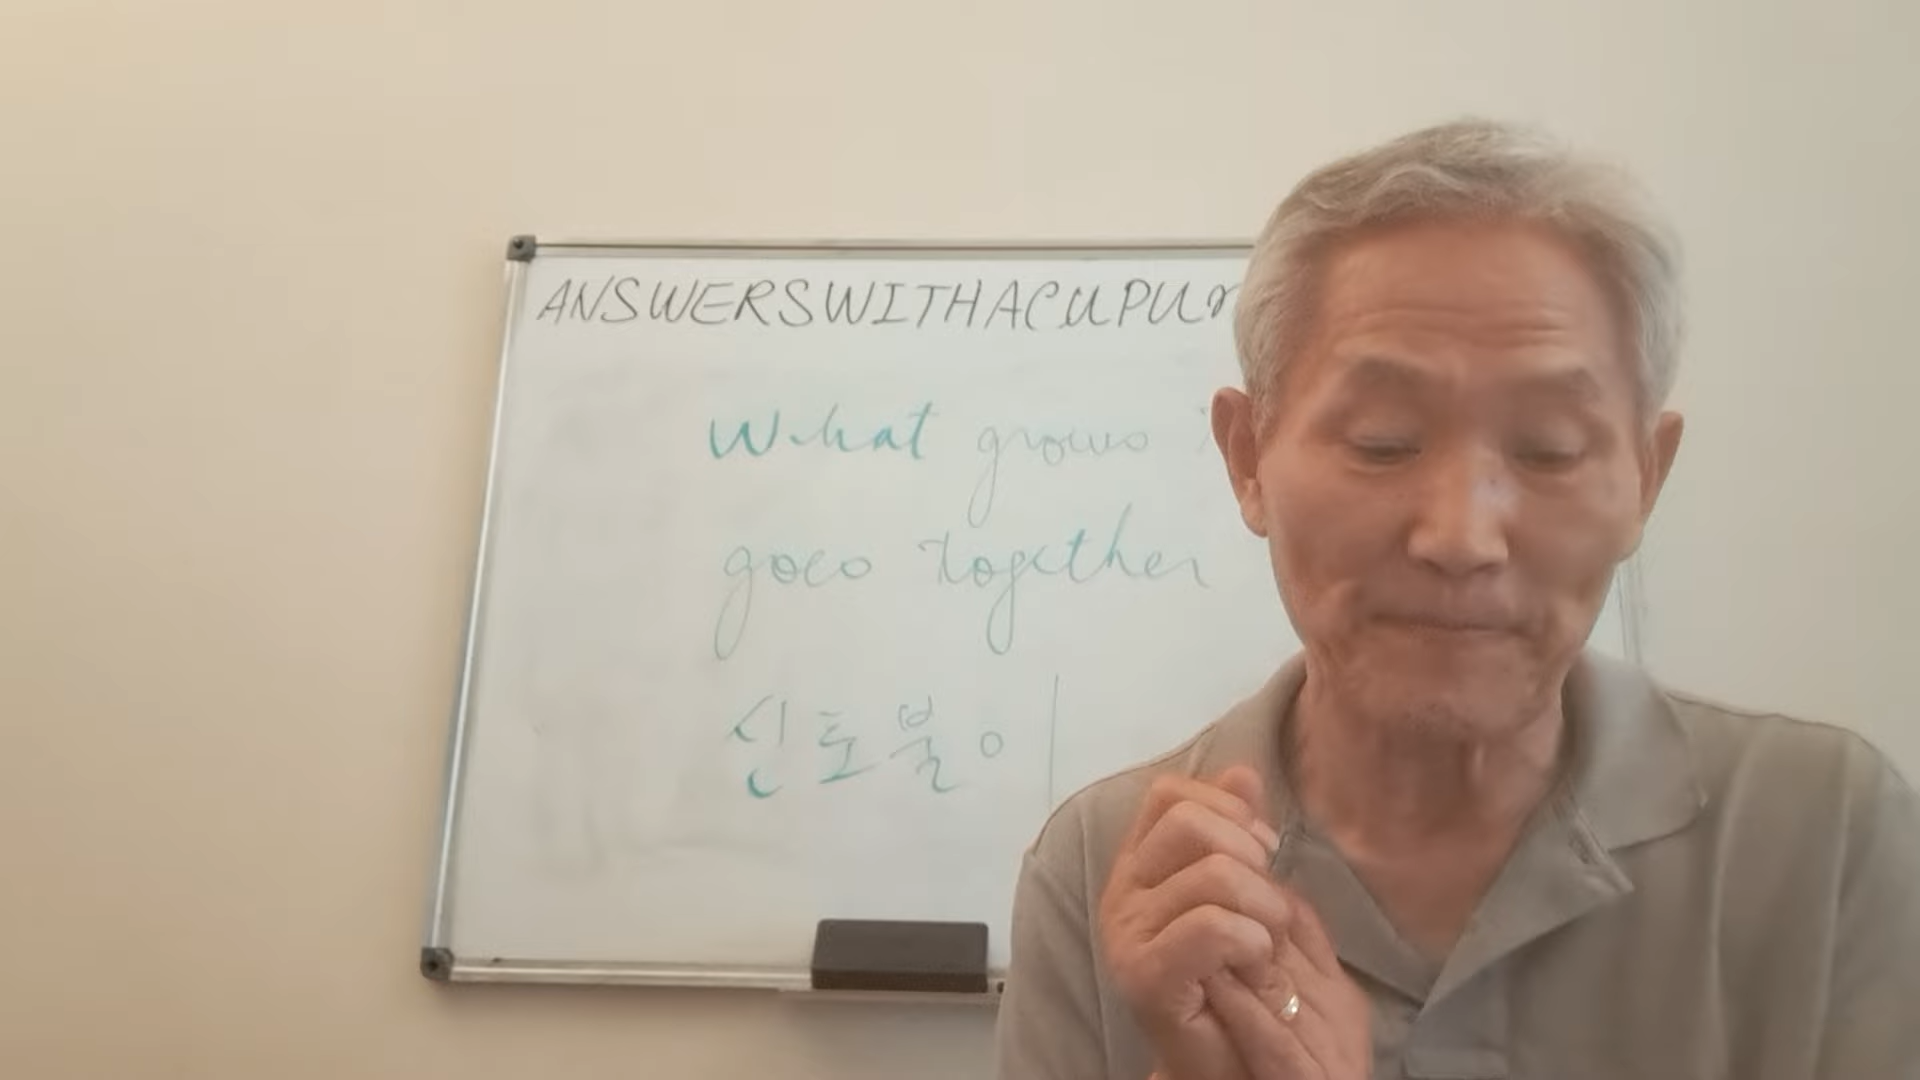 ANSWERSWITHACUPUN
What grows
goes together
신토불이